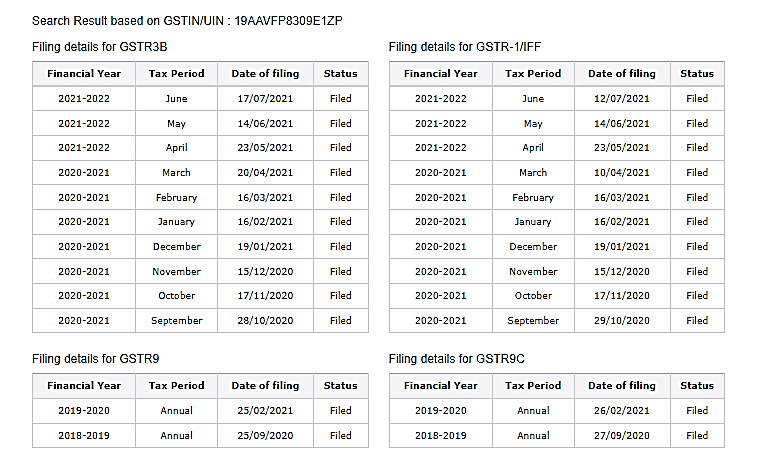 Search Result based on GSTIN/UIN : 19AAVFP8309E1ZP
Filing details for GSTR3B
Financial Year Tax Period Date of filing Status
2021-2022 June 17/07/2021 Filed
2021-2022 May 14/06/2021 Filed
2021-2022 April 23/05/2021 Filed
2020-2021 March 20/04/2021 Filed
2020-2021 February 16/03/2021 Filed
2020-2021 January 16/02/2021 Filed
2020-2021 December 19/01/2021 Filed
2020-2021 November 15/12/2020 Filed
2020-2021 October 17/11/2020 Filed
2020-2021 September 28/10/2020 Filed
Filing details for GSTR-1/IFF
Financial Year Tax Period Date of filing Status
2021-2022 June 12/07/2021 Filed
2021-2022 May 14/06/2021 Filed
2021-2022 April 23/05/2021 Filed
2020-2021 March 10/04/2021 Filed
2020-2021 February 16/03/2021 Filed
2020-2021 January 16/02/2021 Filed
2020-2021 December 19/01/2021 Filed
2020-2021 November 15/12/2020 Filed
2020-2021 October 17/11/2020 Filed
2020-2021 September 29/10/2020 Filed
Filing details for GSTR9
Financial Year Tax Period Date of filing Status
2019-2020 Annual 25/02/2021 Filed
2018-2019 Annual 25/09/2020 Filed
Filing details for GSTR9C
Financial Year Tax Period Date of filing Status
2019-2020 Annual 26/02/2021 Filed
2018-2019 Annual 27/09/2020 Filed